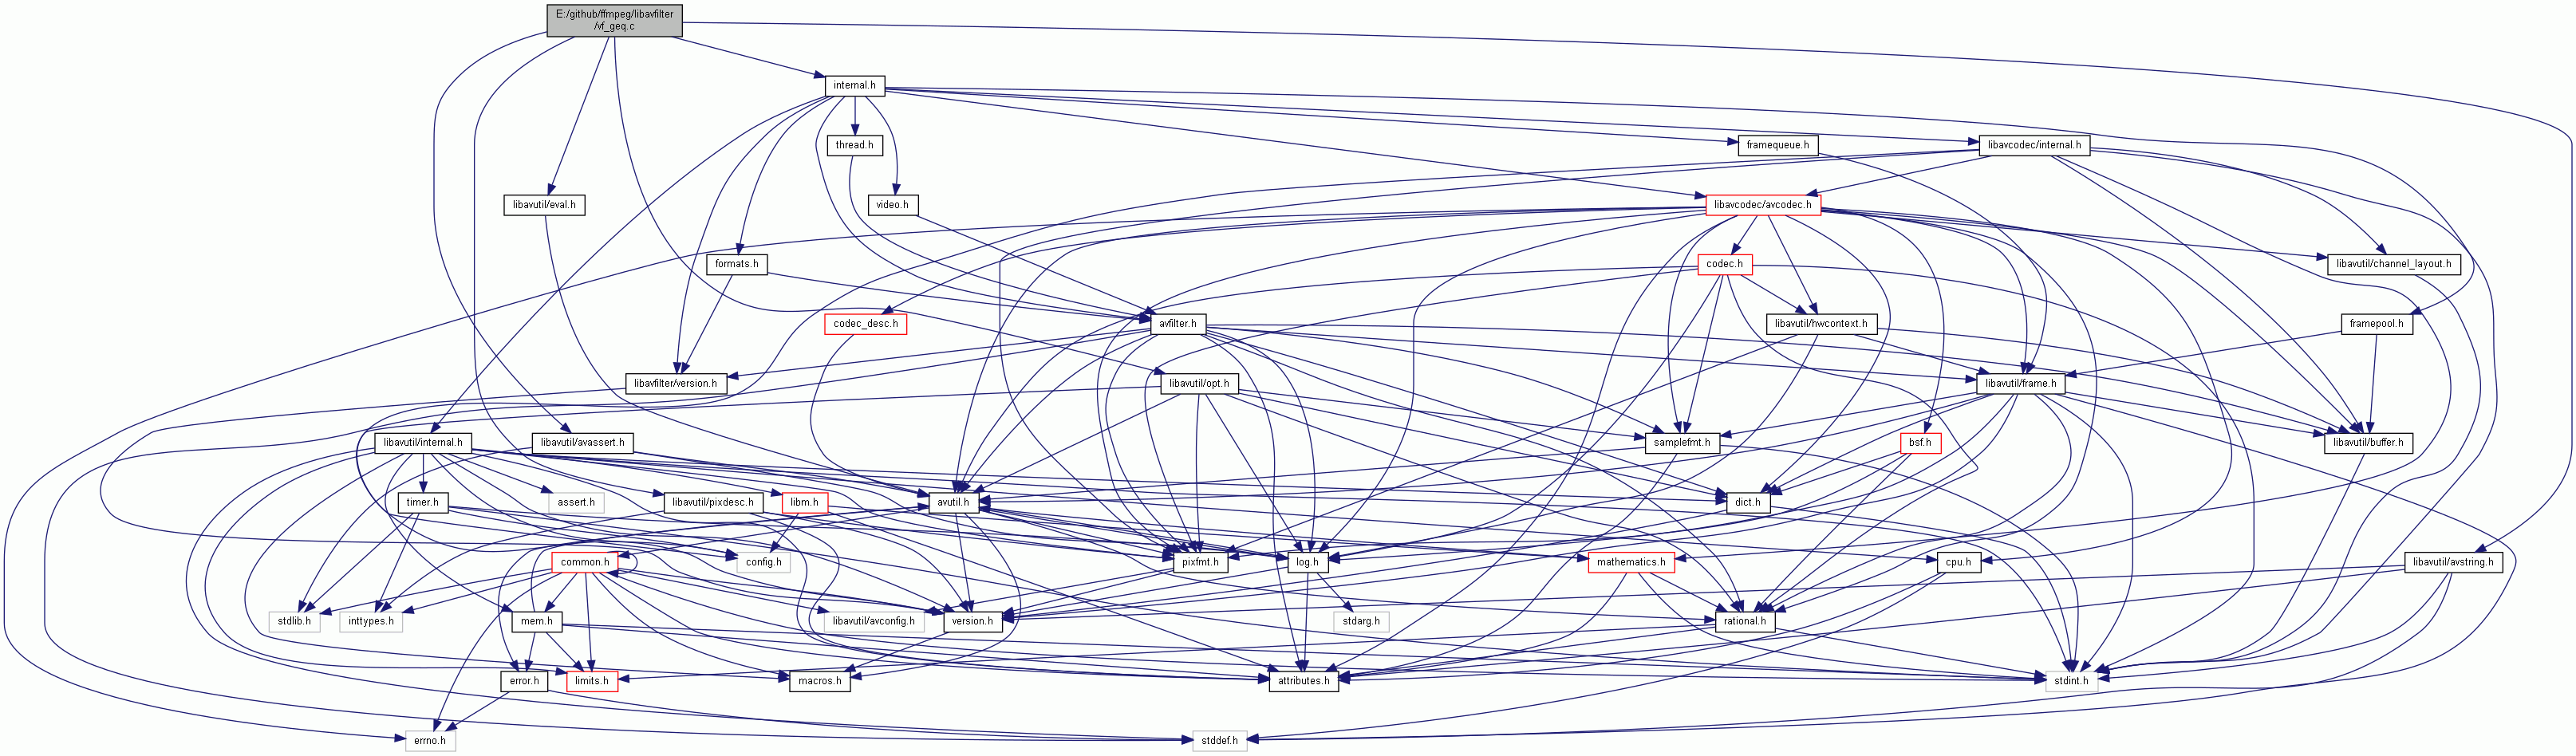 E:/github/ffmpeg/libavfilter
/vf_geq.c
internal.h
thread.h
framequeue.h
libavcodec/internal.h
libavutil/eval.h
video.h
libavcodec/avcodec.h
formats.h
codec.h
libavutil/channel_layout.h
codec_desc.h
avfilter.h
libavutil/hwcontext.h
framepool.h
libavfilter/version.h
libavutil/opt.h
libavutil/frame.h
libavutil/internal.h
libavutil/avassert.h
samplefmt.h
bsf.h
libavutil/buffer.h
timer.h
assert.h
libavutil/pixdesc.h
libm.h
avutil.h
dict.h
common.h
config.h
pixfmt.h
log.h
mathematics.h
cpu.h
libavutil/avstring.h
stdlib.h
inttypes.h
mem.h
libavutil/avconfig.h
version.h
stdarg.h
rational.h
error.h
limits.h
macros.h
attributes.h
stdint.h
errno.h
stddef.h